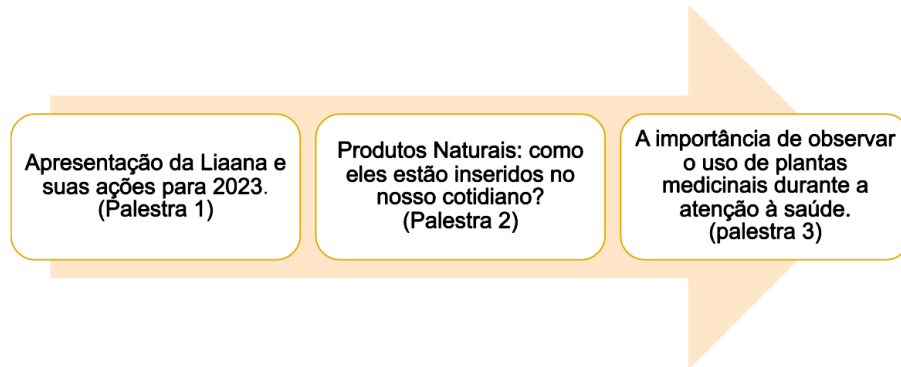 Apresentação da Liaana e
suas ações para 2023.
(Palestra 1)
Produtos Naturais: como
eles estão inseridos no
nosso cotidiano?
(Palestra 2)
A importância de observar
o uso de plantas
medicinais durante a
atenção à saúde.
(palestra 3)